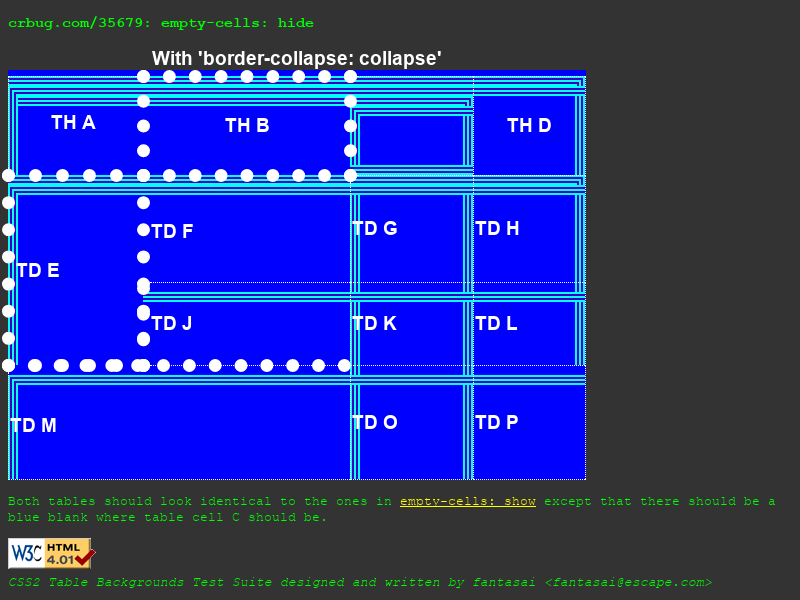 crbug.com/35679: empty-cells: hide
With 'border-collapse: collapse'
TH A
TH B
TH D
TD E
TD F
TD G
TD H
TD J
TD K
TD L
TD M
TD O
TD P
Both tables should look identical to the ones in empty-cells: show except that there should be a
blue blank where table cell C should be.
W3C HTML 4.01
CSS2 Table Backgrounds Test Suite designed and written by fantasai <fantasai@escape.com>